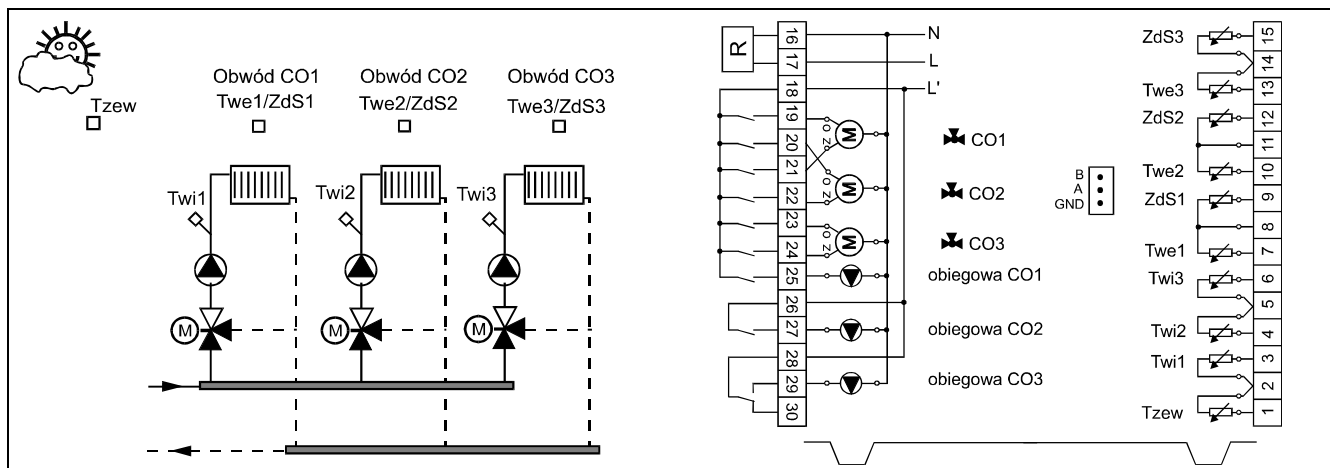 Tzew
Obwód CO1
Twe1/ZdS1
Obwód CO2
Twe2/ZdS2
Obwód CO3
Twe3/ZdS3
Twi1
Twi2
Twi3
M
M
M
R
16
17
18
19
20
21
22
23
24
25
26
27
28
29
30
N
L
L'
O
Z
M
O
Z
M
O
Z
M
CO1
CO2
CO3
obiegowa CO1
obiegowa CO2
obiegowa CO3
B
A
GND
ZdS3
Twe3
ZdS2
Twe2
ZdS1
Twe1
Twi3
Twi2
Twi1
Tzew
15
14
13
12
11
10
9
8
7
6
5
4
3
2
1